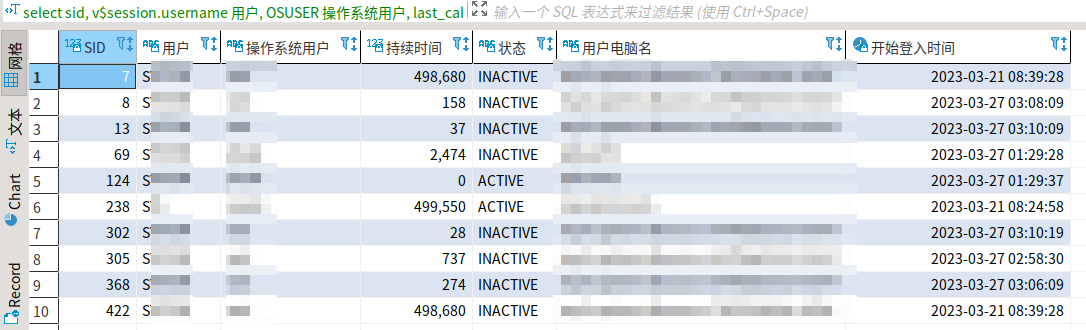 select sid, v$session.username 用户, OSUSER 操作系统用户, last_cal 输入一个 SQL 表达式来过滤结果 (使用 Ctrl+Space)
网格
文本
Chart
Record
123 SID ABC 用户 ABC 操作系统用户 123 持续时间 ABC 状态 ABC 用户电脑名 开始登入时间
1 7 498,680 INACTIVE 2023-03-21 08:39:28
2 8 158 INACTIVE 2023-03-27 03:08:09
3 13 37 INACTIVE 2023-03-27 03:10:09
4 69 2,474 INACTIVE 2023-03-27 01:29:28
5 124 0 ACTIVE 2023-03-27 01:29:37
6 238 499,550 ACTIVE 2023-03-21 08:24:58
7 302 28 INACTIVE 2023-03-27 03:10:19
8 305 737 INACTIVE 2023-03-27 02:58:30
9 368 274 INACTIVE 2023-03-27 03:06:09
10 422 498,680 INACTIVE 2023-03-21 08:39:28